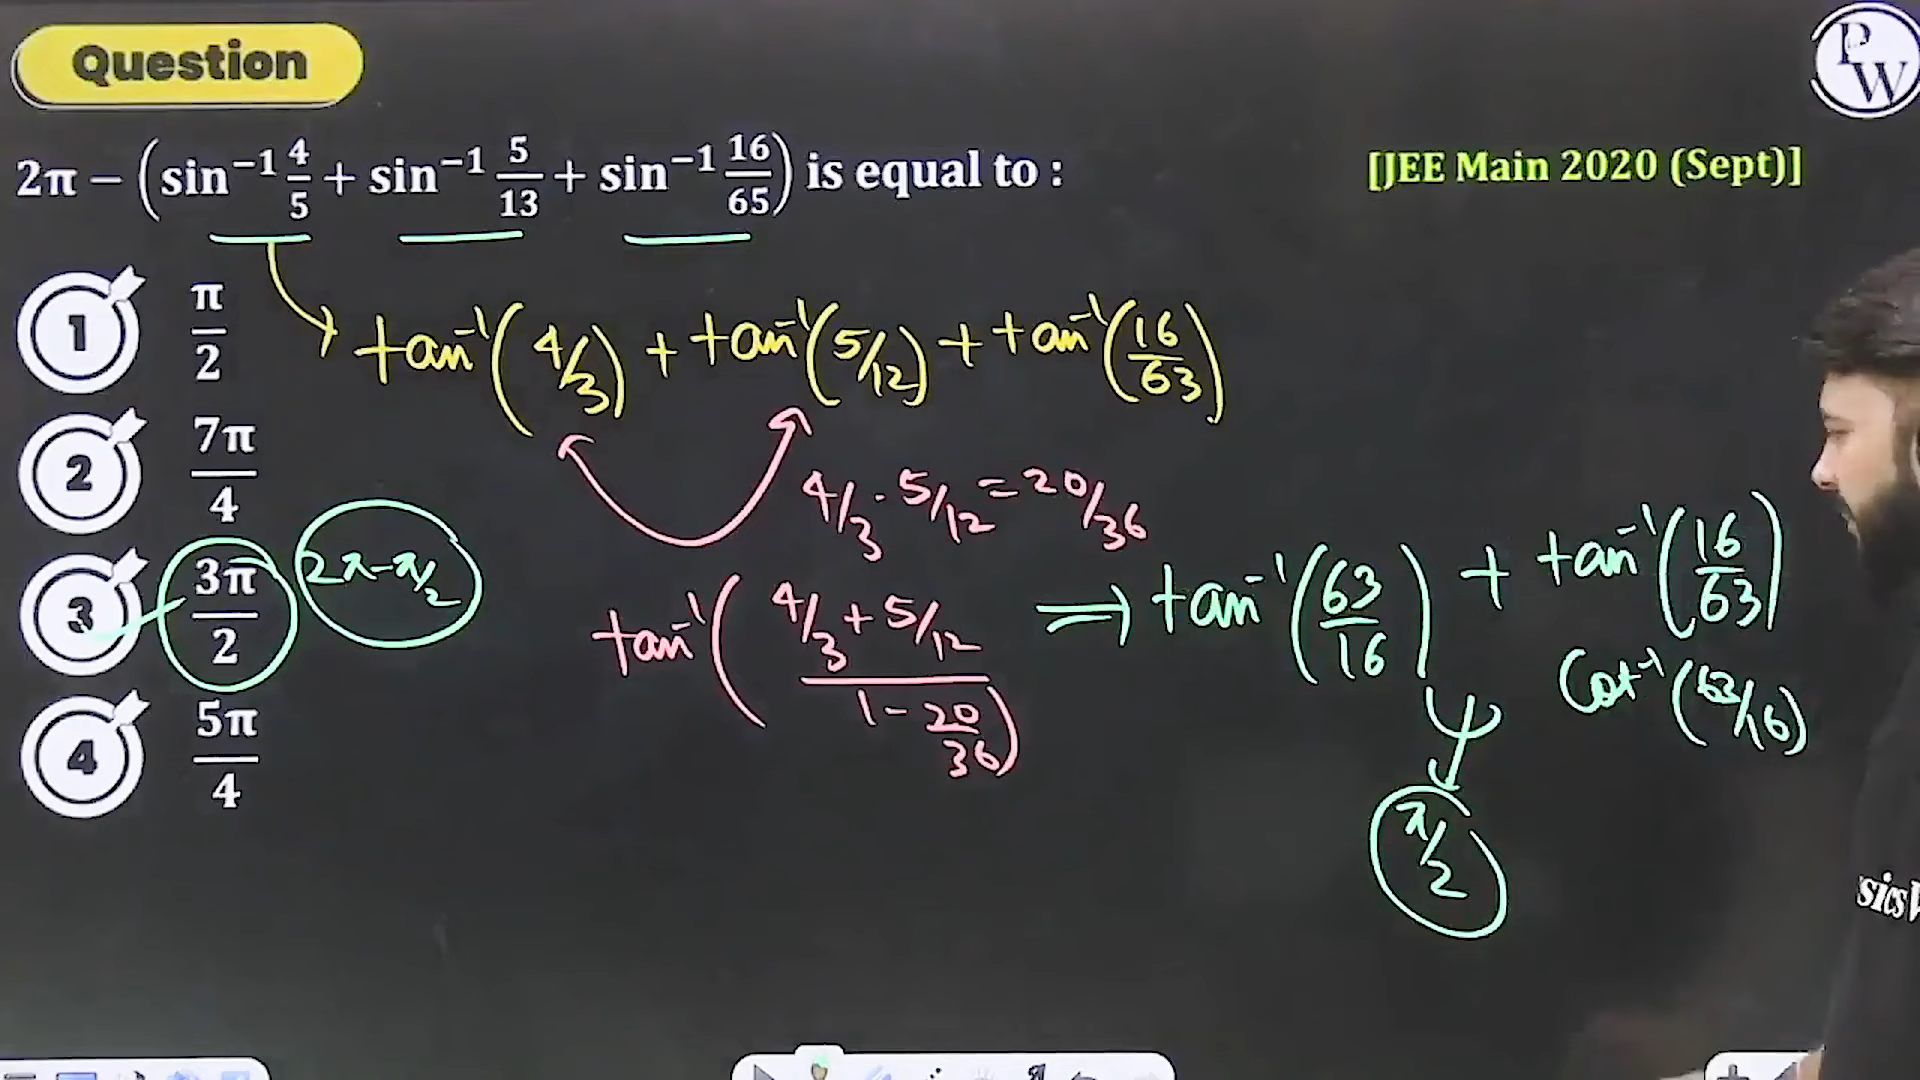 Question
PW
2π − (sin⁻¹ 4/5 + sin⁻¹ 5/13 + sin⁻¹ 16/65) is equal to :
[JEE Main 2020 (Sept)]
1 π/2
2 7π/4
3 3π/2
4 5π/4
2π-π/2
tan⁻¹(4/3) + tan⁻¹(5/12) + tan⁻¹(16/63)
4/3 · 5/12 = 20/36
tan⁻¹((4/3 + 5/12)/(1 - 20/36)) ⇒ tan⁻¹(63/16) + tan⁻¹(16/63)
Cot⁻¹(63/16)
π/2